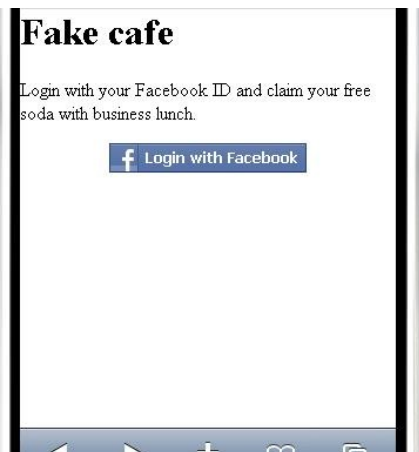 Fake cafe
Login with your Facebook ID and claim your free
soda with business lunch.
f Login with Facebook